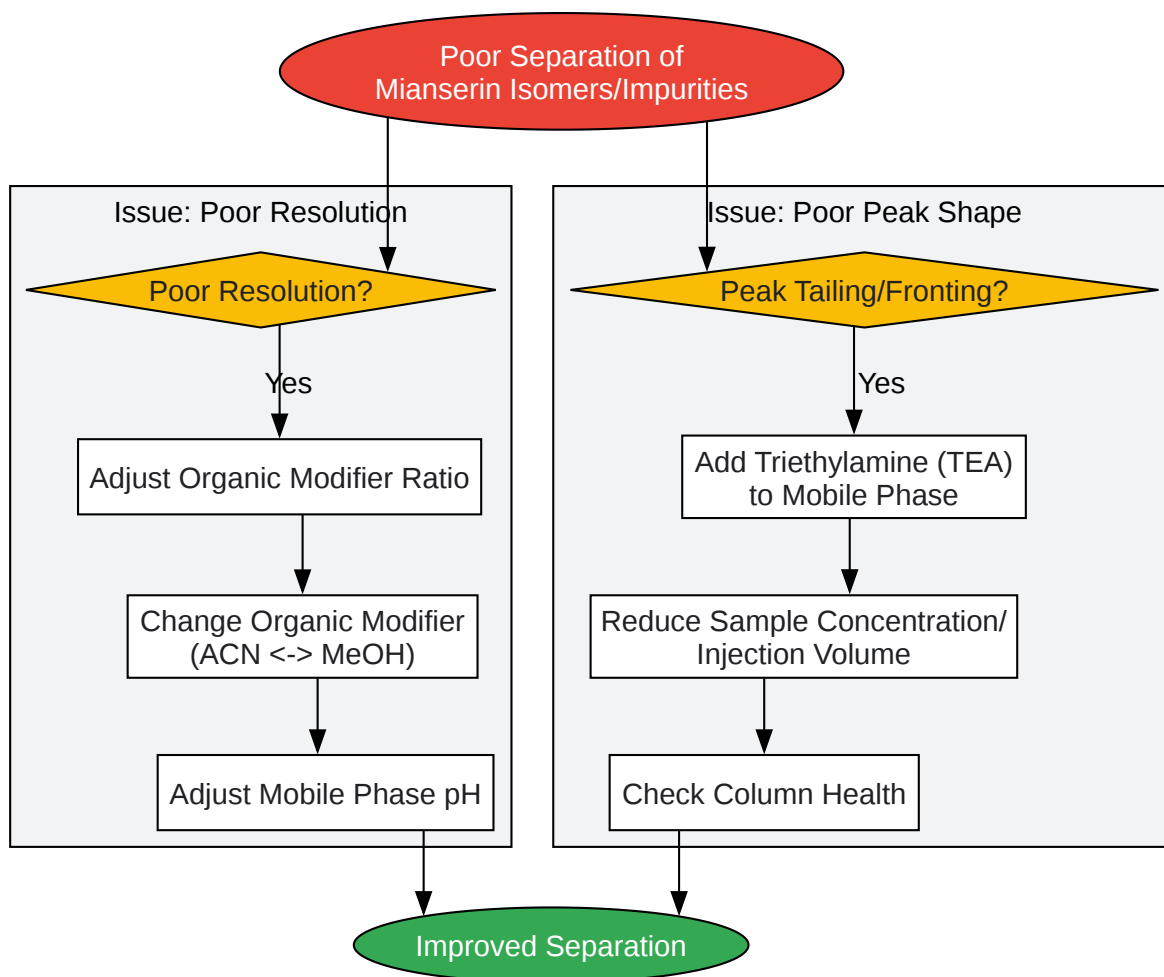 Poor Separation of
Mianserin Isomers/Impurities
Issue: Poor Resolution
Poor Resolution?
Yes
Adjust Organic Modifier Ratio
Change Organic Modifier
(ACN <-> MeOH)
Adjust Mobile Phase pH
Issue: Poor Peak Shape
Peak Tailing/Fronting?
Yes
Add Triethylamine (TEA)
to Mobile Phase
Reduce Sample Concentration/
Injection Volume
Check Column Health
Improved Separation